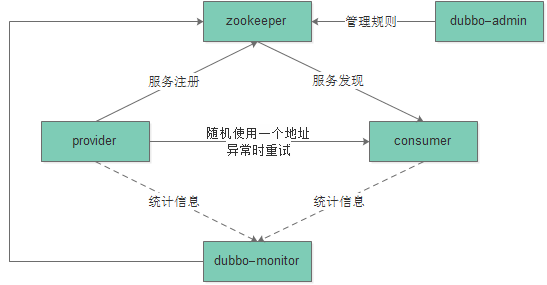 zookeeper
管理规则
dubbo-admin
服务注册
服务发现
provider
随机使用一个地址
异常时重试
consumer
统计信息
统计信息
dubbo-monitor